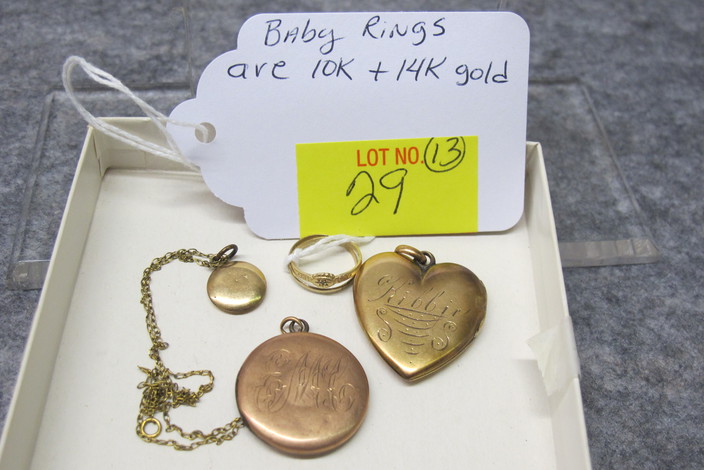 Baby Rings
are 10K + 14K gold
LOT NO. 13
29